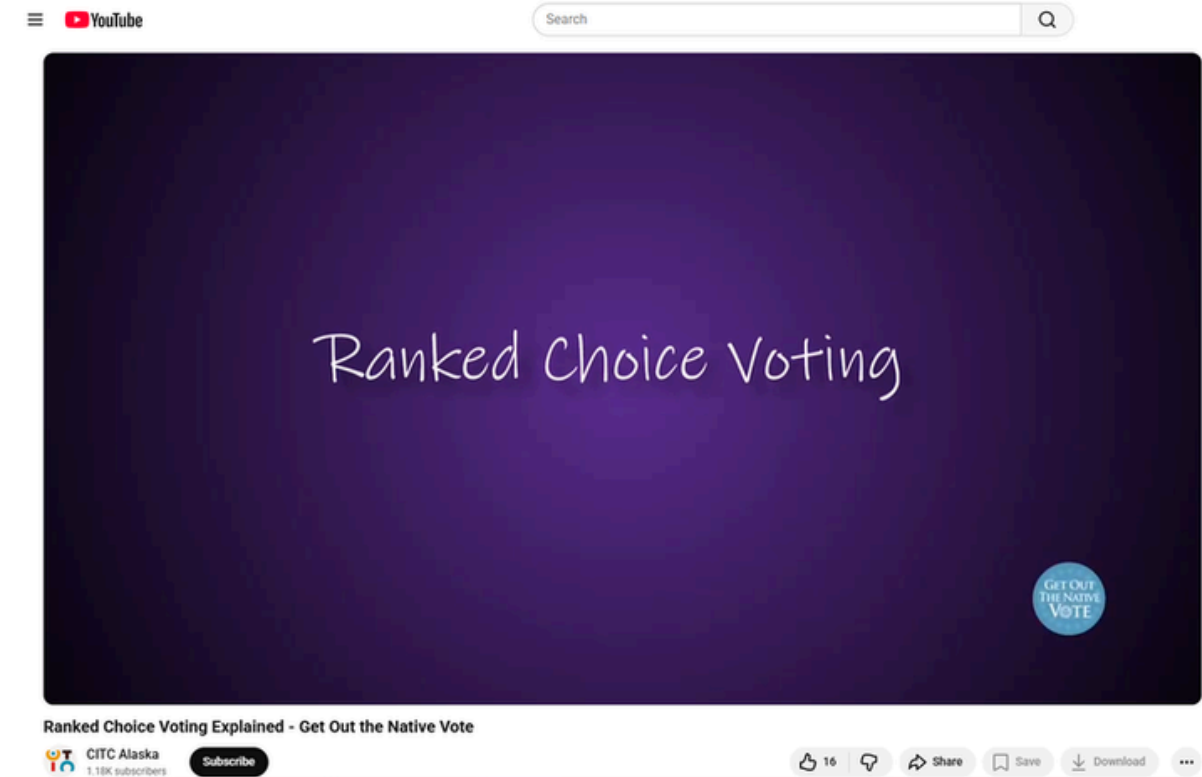 YouTube
Search
Ranked Choice Voting
GET OUT
THE NATIVE
VOTE
Ranked Choice Voting Explained - Get Out the Native Vote
CITC Alaska
1.18K subscribers
Subscribe
16
Share
Save
Download